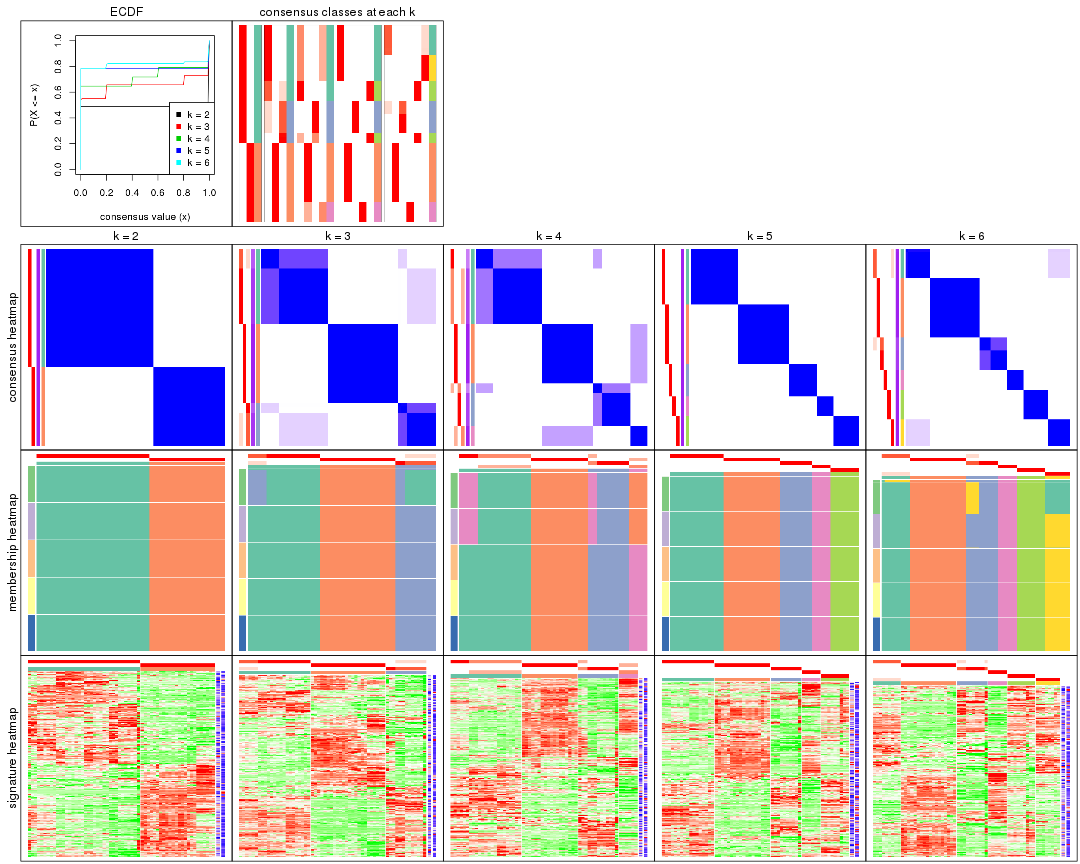 ECDF
consensus classes at each k
P(X <= x)
0.0 0.2 0.4 0.6 0.8 1.0
k = 2
k = 3
k = 4
k = 5
k = 6
0.0 0.2 0.4 0.6 0.8 1.0
consensus value (x)
k = 2
k = 3
k = 4
k = 5
k = 6
consensus heatmap
membership heatmap
signature heatmap